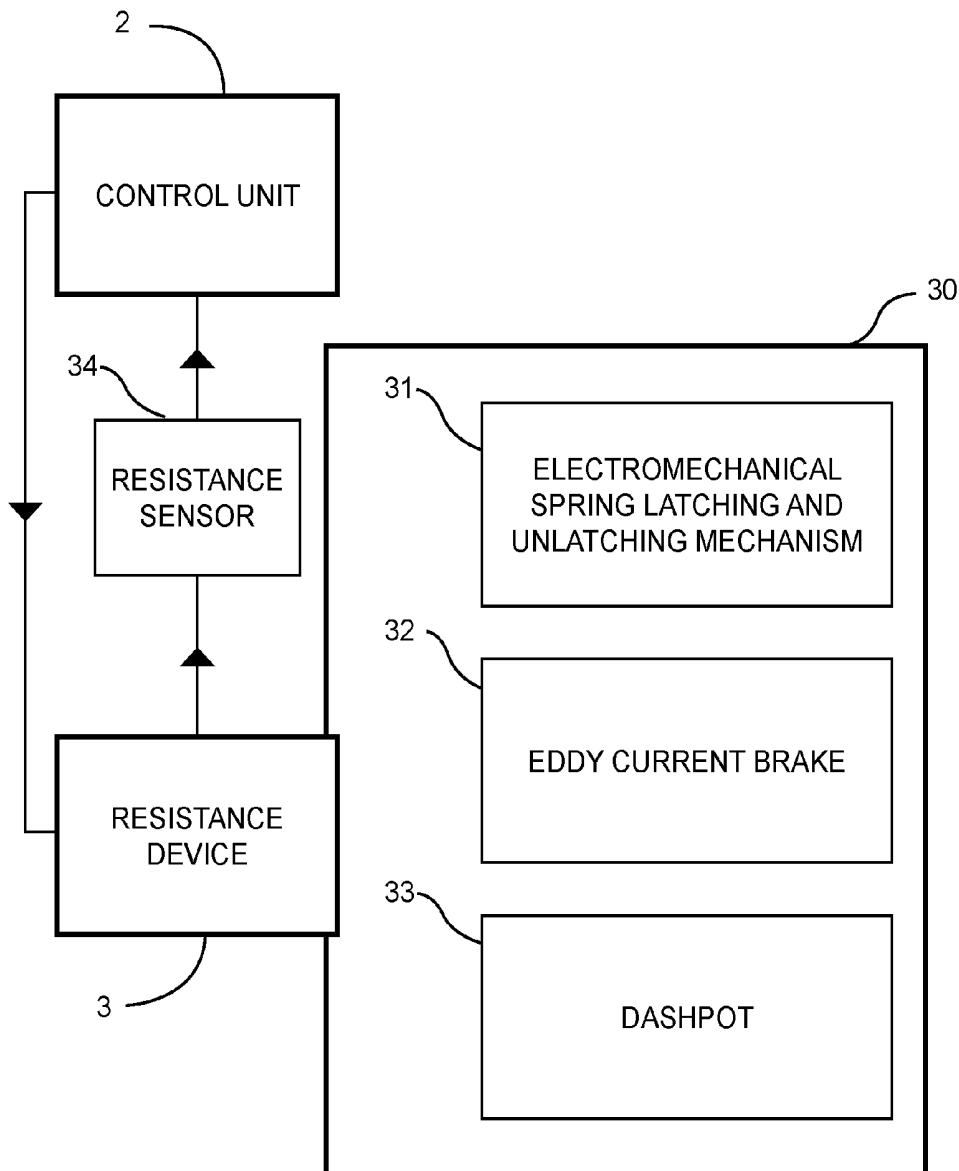 2
CONTROL UNIT
30
34
RESISTANCE
SENSOR
31
ELECTROMECHANICAL
SPRING LATCHING AND
UNLATCHING MECHANISM
32
EDDY CURRENT BRAKE
RESISTANCE
DEVICE
3
33
DASHPOT